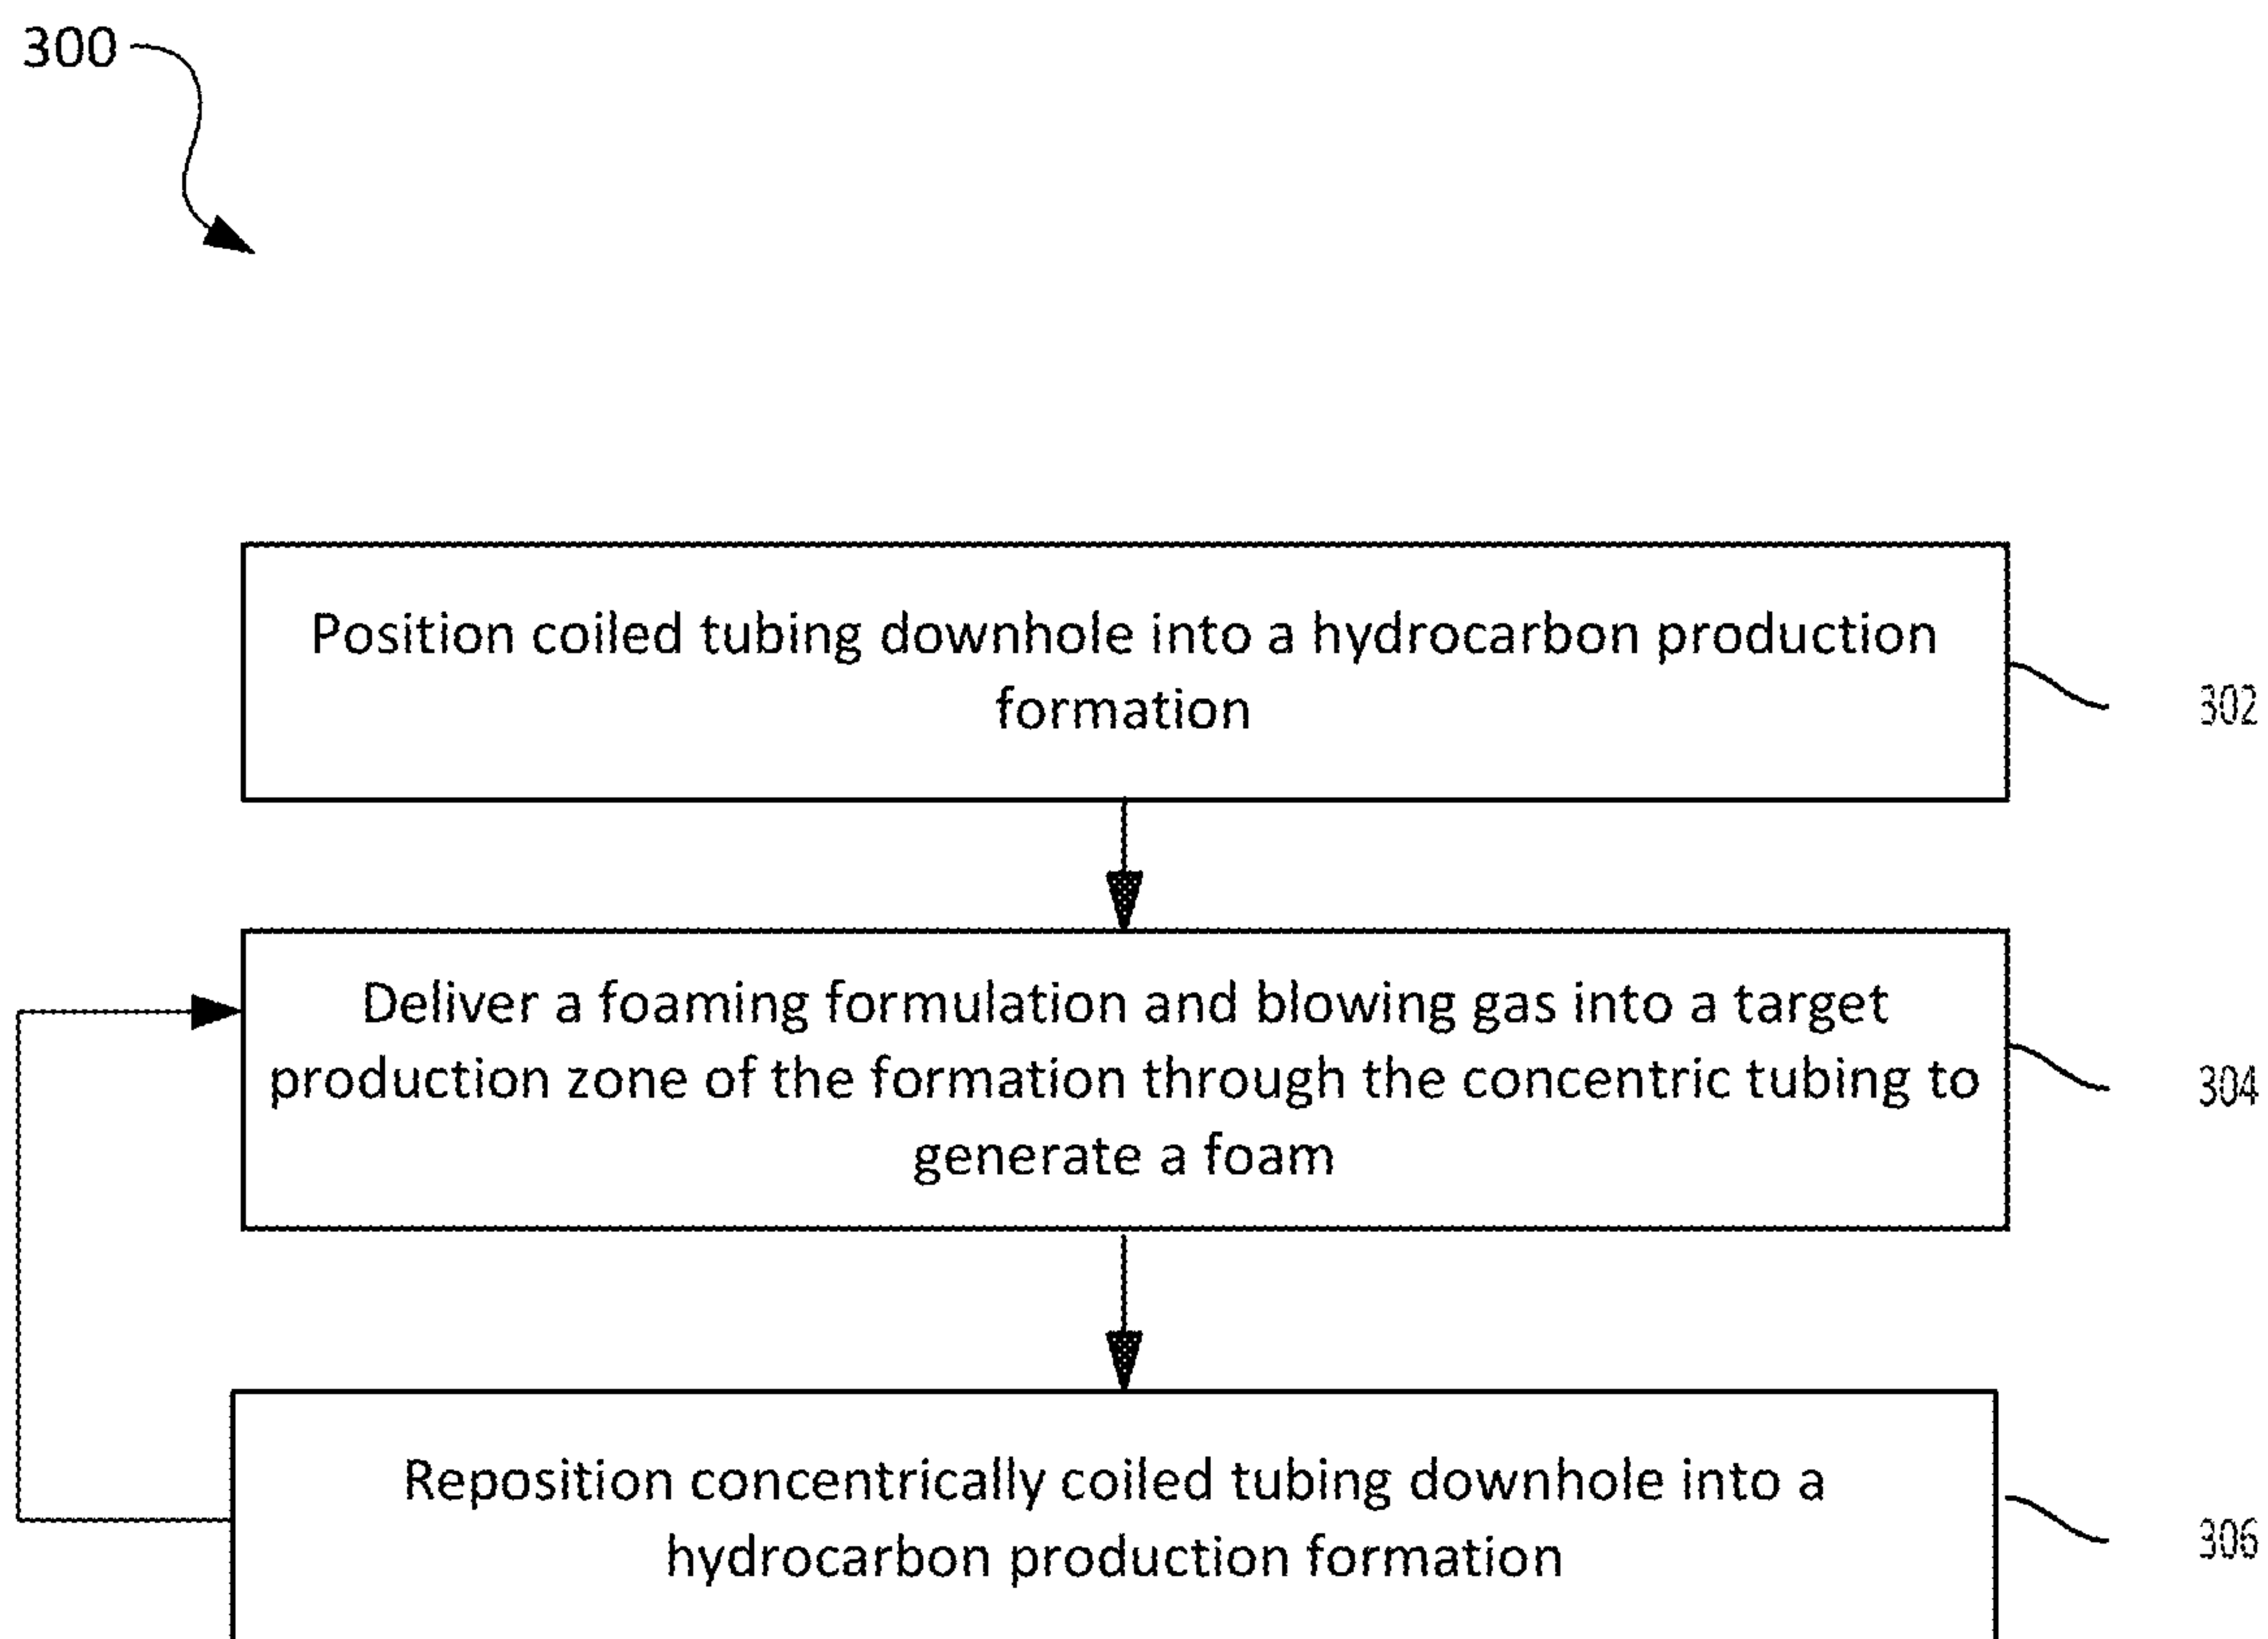 300
Position coiled tubing downhole into a hydrocarbon production
formation
302
Deliver a foaming formulation and blowing gas into a target
production zone of the formation through the concentric tubing to
generate a foam
304
Reposition concentrically coiled tubing downhole into a
hydrocarbon production formation
306